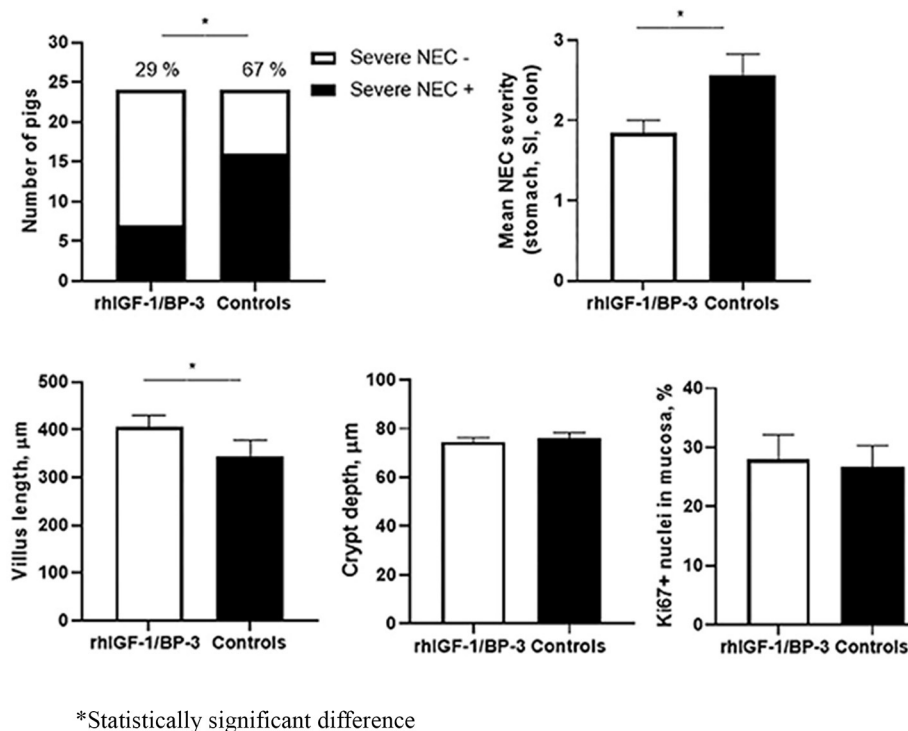 *
30
25
20
15
10
5
0
Number of pigs
29 %
67 %
rhIGF-1/BP-3
Controls
Severe NEC -
Severe NEC +
*
3
2
1
0
Mean NEC severity
(stomach, SI, colon)
rhIGF-1/BP-3
Controls
*
500
400
300
200
100
0
Villus length, µm
rhIGF-1/BP-3
Controls
100
80
60
40
20
0
Crypt depth, µm
rhIGF-1/BP-3
Controls
40
30
20
10
0
Ki67+ nuclei in mucosa, %
rhIGF-1/BP-3
Controls
*Statistically significant difference